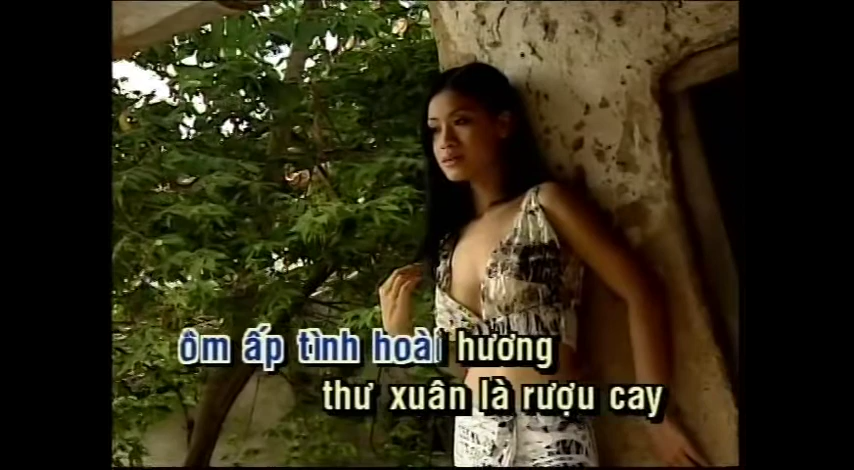 ôm ấp tình hoài hương
thư xuân là rượu cay